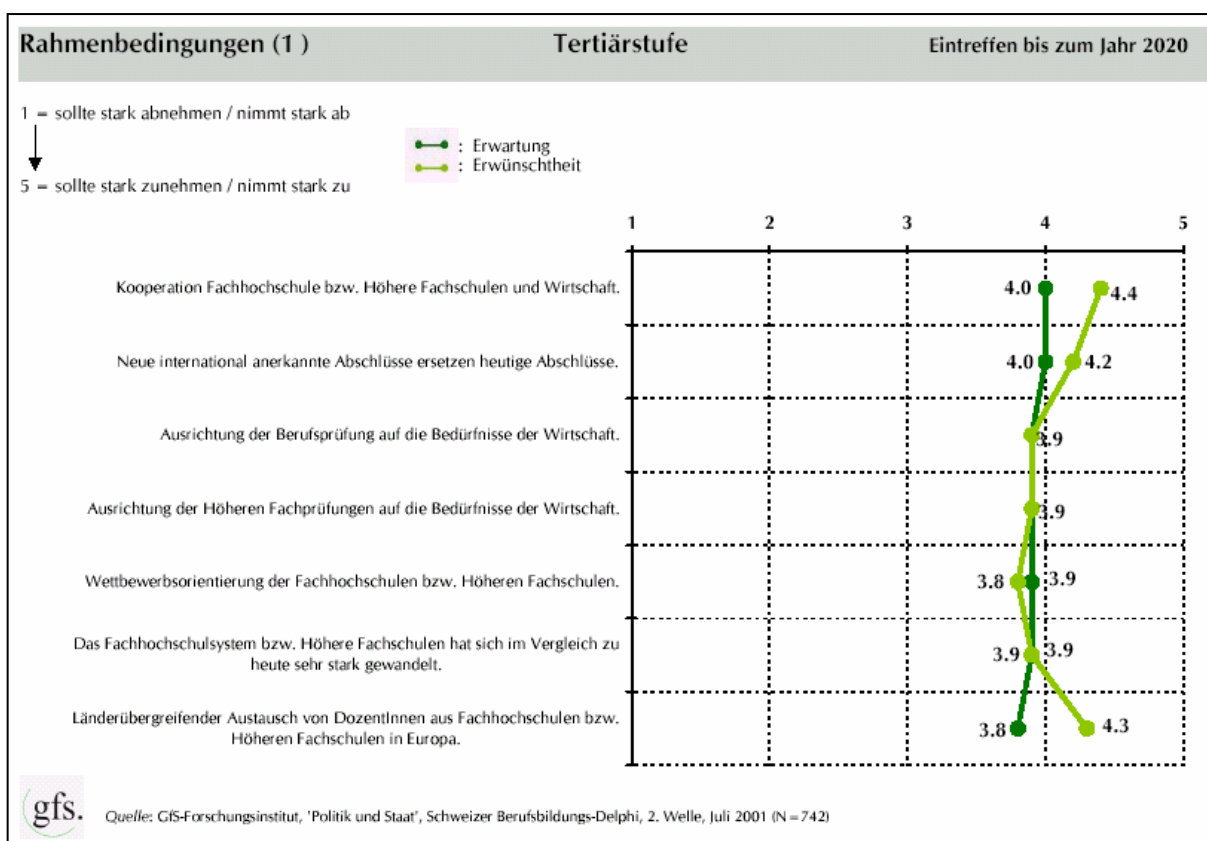 Rahmenbedingungen (1 ) Tertiärstufe Eintreffen bis zum Jahr 2020
1 = sollte stark abnehmen / nimmt stark ab
: Erwartung
: Erwünschtheit
5 = sollte stark zunehmen / nimmt stark zu
1 2 3 4 5
Kooperation Fachhochschule bzw. Höhere Fachschulen und Wirtschaft. 4.0 4.4
Neue international anerkannte Abschlüsse ersetzen heutige Abschlüsse. 4.0 4.2
Ausrichtung der Berufsprüfung auf die Bedürfnisse der Wirtschaft. 3.9
Ausrichtung der Höheren Fachprüfungen auf die Bedürfnisse der Wirtschaft. 3.9
Wettbewerbsorientierung der Fachhochschulen bzw. Höheren Fachschulen. 3.8 3.9
Das Fachhochschulsystem bzw. Höhere Fachschulen hat sich im Vergleich zu
heute sehr stark gewandelt. 3.9 3.9
Länderübergreifender Austausch von DozentInnen aus Fachhochschulen bzw.
Höheren Fachschulen in Europa. 3.8 4.3
gfs. Quelle: GfS-Forschungsinstitut, 'Politik und Staat', Schweizer Berufsbildungs-Delphi, 2. Welle, Juli 2001 (N=742)